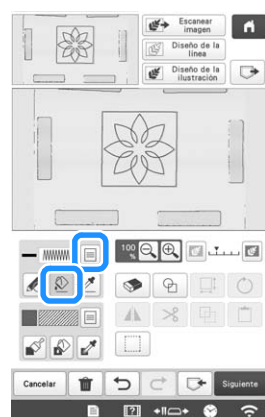 Escanear
imagen
Diseño de la
línea
Diseño de la
ilustración
100
%
Cancelar
Siguiente